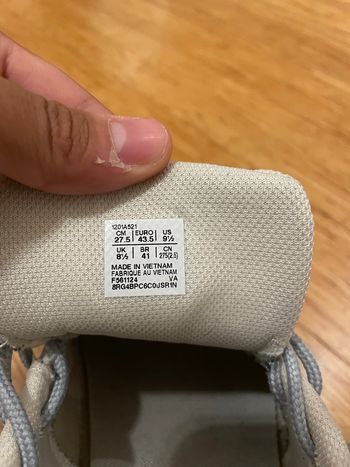 1201A521
CM EURO US
27.5 43.5 9½
UK BR CN
8½ 41 275(2.5)
MADE IN VIETNAM
FABRIQUE AU VIETNAM
F561124 VA
8RG4BPC6C0JSR1N